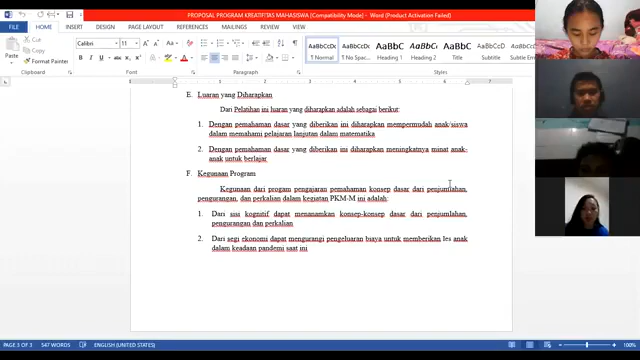 PROPOSAL PROGRAM KREATIFITAS MAHASISWA [Compatibility Mode] - Word (Product Activation Failed)
FILE HOME INSERT DESIGN PAGE LAYOUT REFERENCES MAILINGS REVIEW VIEW
Cut
Copy
Format Painter
Paste
Clipboard
Calibri 11
Font
Paragraph
AaBbCcDc AaBbCcDc AaBbC AaBbCc AaBbC AaBbCcD AaBbCcDc
¶ Normal ¶ No Spac... Heading 1 Heading 2 Title Subtitle Subtle Em
Styles
E. Luaran yang Diharapkan
Dari Pelatihan ini luaran yang diharapkan adalah sebagai berikut:
1. Dengan pemahaman dasar yang diberikan ini diharapkan mempermudah anak/siswa
dalam memahami pelajaran lanjutan dalam matematika
2. Dengan pemahaman dasar yang diberikan ini diharapkan meningkatnya minat anak-
anak untuk berlajar
F. Kegunaan Program
Kegunaan dari progam pengajaran pemahaman konsep dasar dari penjumlahan,
pengurangan, dan perkalian dalam kegiatan PKM-M ini adalah:
1. Dari sisi kognitif dapat menanamkan konsep-konsep dasar dari penjumlahan,
pengurangan dan perkalian
2. Dari segi ekonomi dapat mengurangi pengeluaran biaya untuk memberikan les anak
dalam keadaan pandemi saat ini
PAGE 3 OF 3 547 WORDS ENGLISH (UNITED STATES) 100%